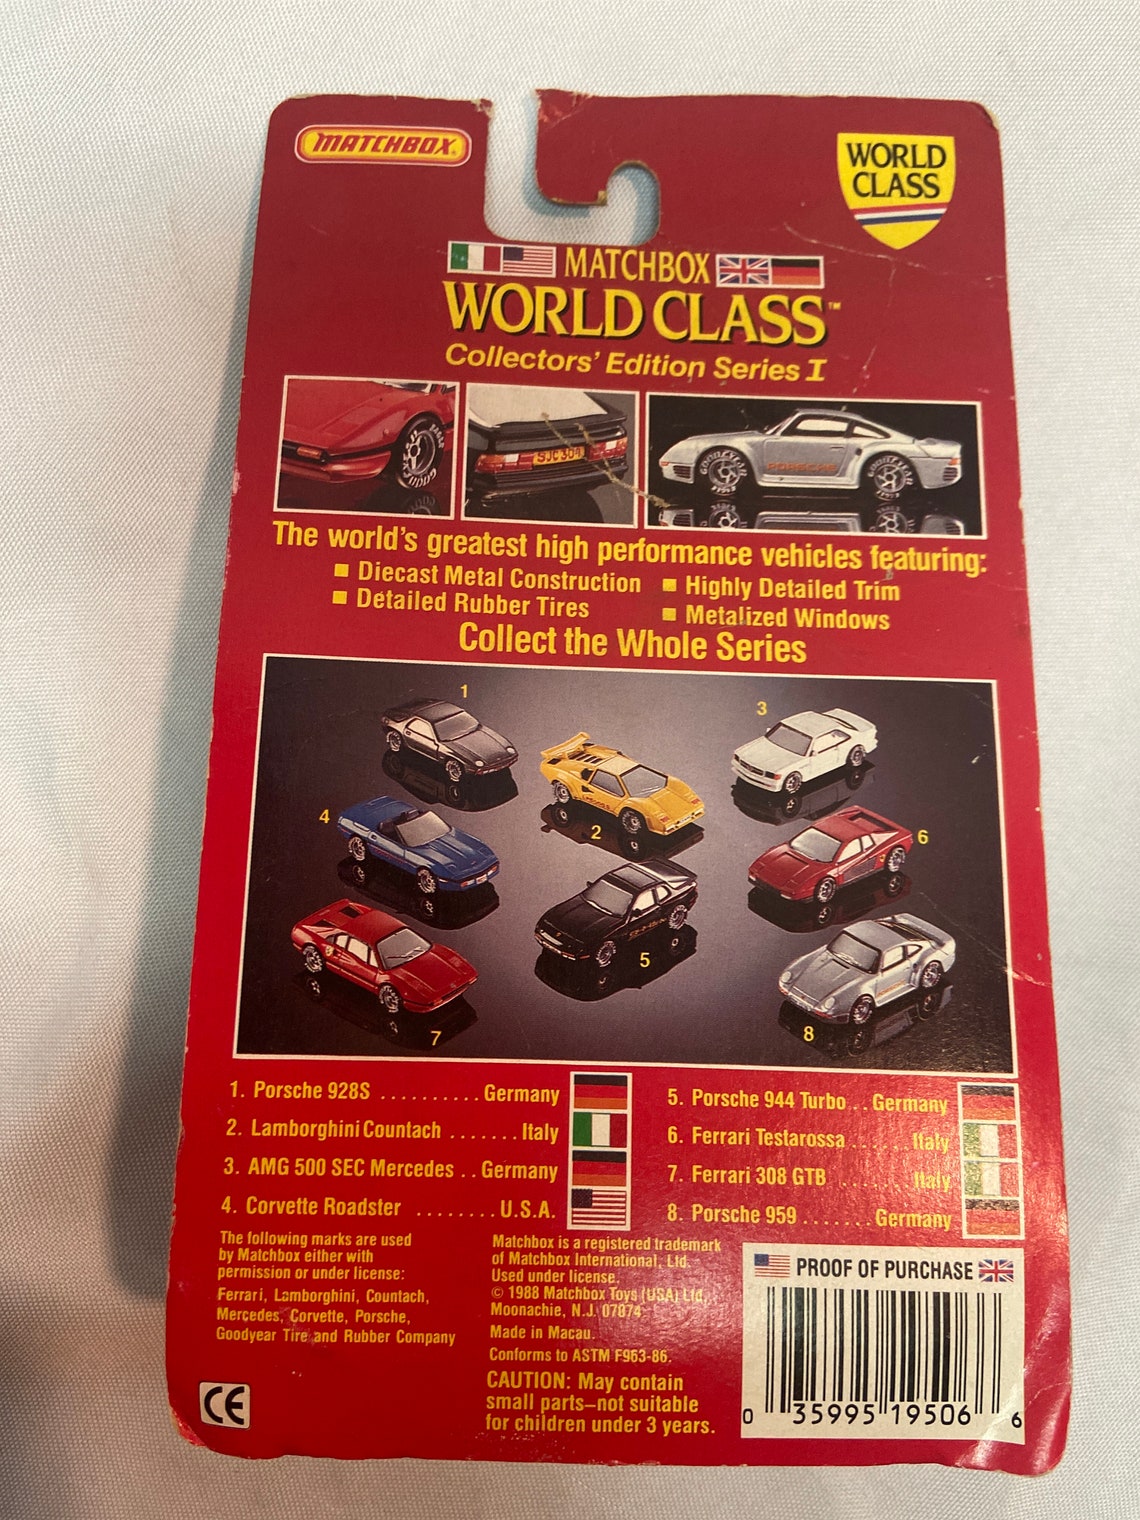 MATCHBOX
WORLD
CLASS
MATCHBOX
WORLD CLASS™
Collectors' Edition Series I
GOODYEAR
SJC 304
GOODYEAR
PORSCHE
The world's greatest high performance vehicles featuring:
■ Diecast Metal Construction ■ Highly Detailed Trim
■ Detailed Rubber Tires ■ Metalized Windows
Collect the Whole Series
1
2
3
4
5
6
7
8
1. Porsche 928S .......... Germany
2. Lamborghini Countach ....... Italy
3. AMG 500 SEC Mercedes .. Germany
4. Corvette Roadster ........ U.S.A.
5. Porsche 944 Turbo... Germany
6. Ferrari Testarossa ...... Italy
7. Ferrari 308 GTB ....... Italy
8. Porsche 959 ....... Germany
The following marks are used
by Matchbox either with
permission or under license:
Ferrari, Lamborghini, Countach,
Mercedes, Corvette, Porsche,
Goodyear Tire and Rubber Company
CE
Matchbox is a registered trademark
of Matchbox International, Ltd.
Used under license.
© 1988 Matchbox Toys (USA) Ltd.,
Moonachie, N.J. 07074
Made in Macau.
Conforms to ASTM F963-86.
CAUTION: May contain
small parts–not suitable
for children under 3 years.
PROOF OF PURCHASE
0 35995 19506 6